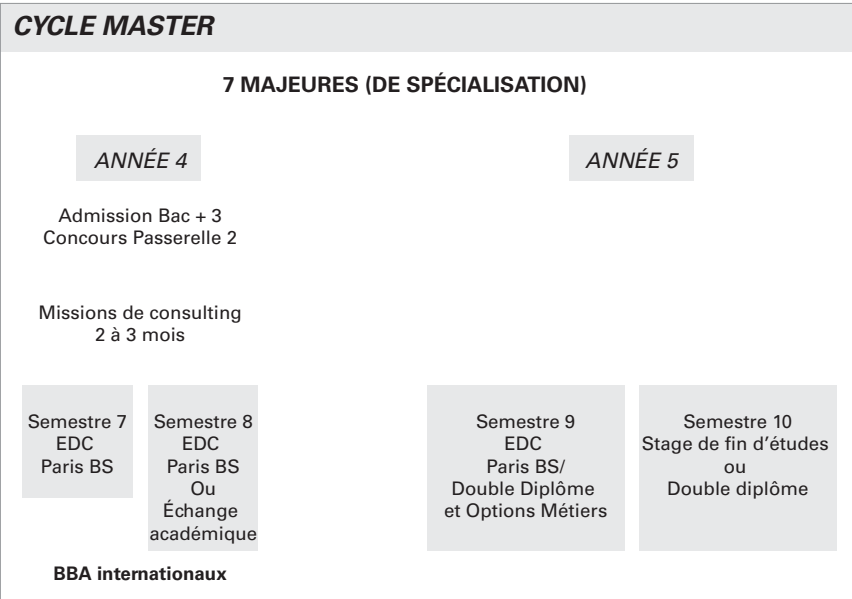 CYCLE MASTER
7 MAJEURES (DE SPÉCIALISATION)
ANNÉE 4
Admission Bac + 3
Concours Passerelle 2
Missions de consulting
2 à 3 mois
Semestre 7
EDC
Paris BS
Semestre 8
EDC
Paris BS
Ou
Échange
académique
BBA internationaux
ANNÉE 5
Semestre 9
EDC
Paris BS/
Double Diplôme
et Options Métiers
Semestre 10
Stage de fin d'études
ou
Double diplôme